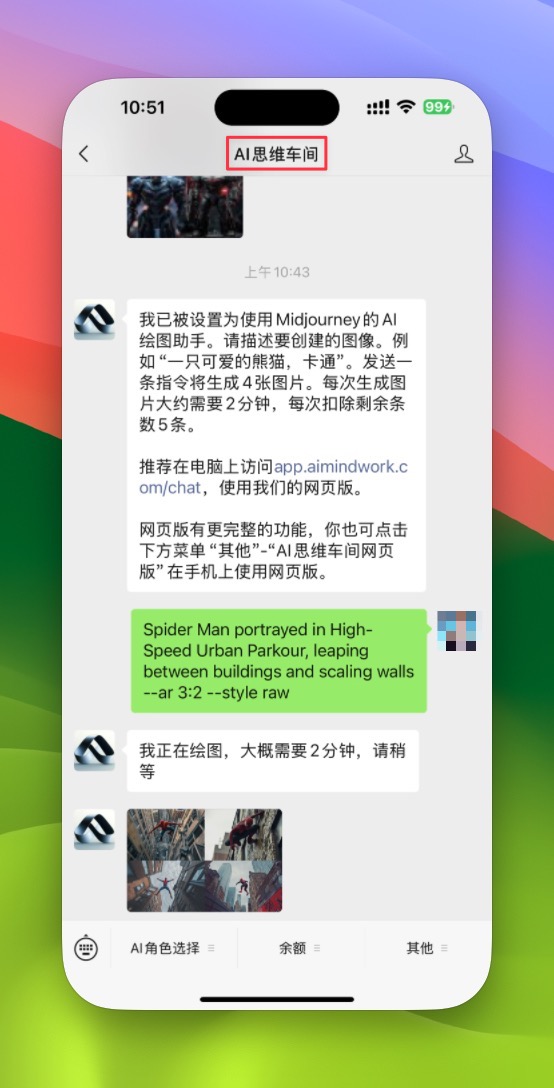 10:51
99
AI思维车间
上午10:43
我已被设置为使用Midjourney的AI
绘图助手。请描述要创建的图像。例
如“一只可爱的熊猫，卡通”。发送一
条指令将生成4张图片。每次生成图
片大约需要2分钟，每次扣除剩余条
数5条。
推荐在电脑上访问app.aimindwork.c
om/chat，使用我们的网页版。
网页版有更完整的功能，你也可点击
下方菜单“其他”-“AI思维车间网页
版”在手机上使用网页版。
Spider Man portrayed in High-
Speed Urban Parkour, leaping
between buildings and scaling walls
--ar 3:2 --style raw
我正在绘图，大概需要2分钟，请稍
等
AI角色选择
余额
其他